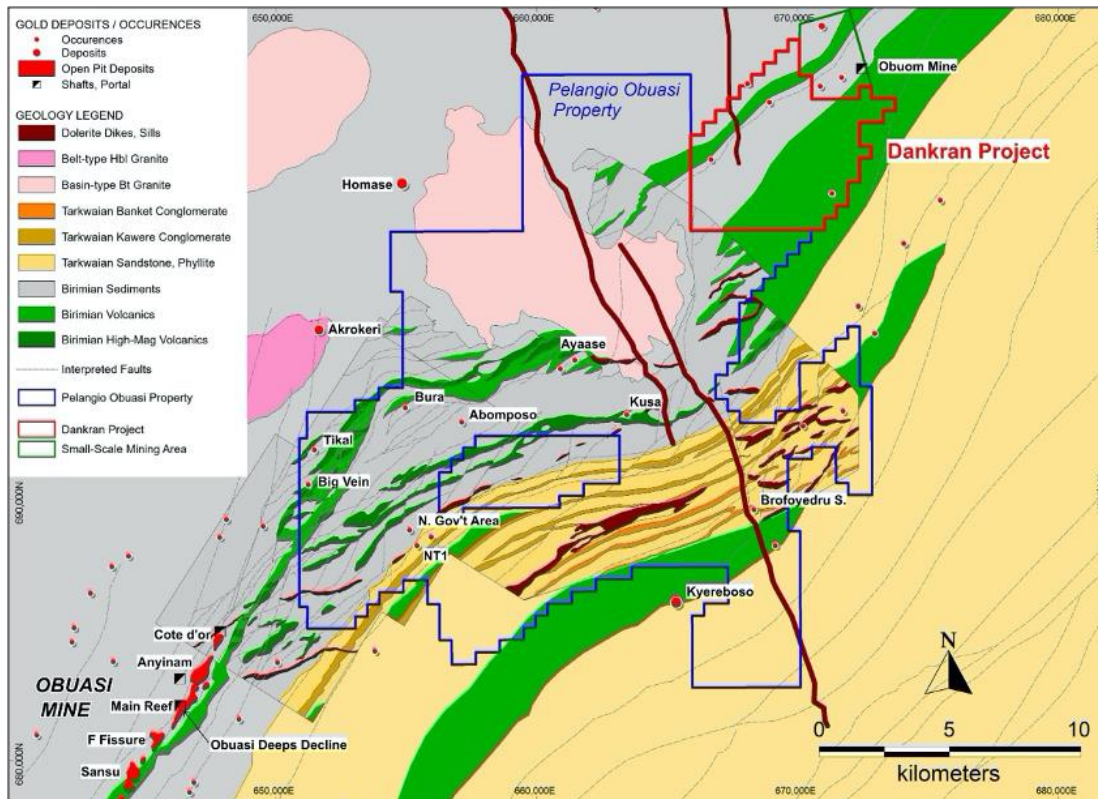 GOLD DEPOSITS / OCCURENCES
Occurences
Deposits
Open Pit Deposits
Shafts, Portal
GEOLOGY LEGEND
Dolerite Dikes, Sills
Belt-type Hbl Granite
Basin-type Bt Granite
Tarkwaian Banket Conglomerate
Tarkwaian Kawere Conglomerate
Tarkwaian Sandstone, Phyllite
Birimian Sediments
Birimian Volcanics
Birimian High-Mag Volcanics
Interpreted Faults
Pelangio Obuasi Property
Dankran Project
Small-Scale Mining Area
650,000E
660,000E
670,000E
680,000E
Obuom Mine
Pelangio Obuasi
Property
Dankran Project
Homase
Akrokeri
Ayaase
Bura
Abomposo
Kusa
Tikal
Big Vein
690,000N
N. Gov't Area
Brofoyedru S.
NT1
Kyereboso
Cote d'or
Anyinam
OBUASI
MINE
Main Reef
Obuasi Deeps Decline
F Fissure
Sansu
680,000N
N
0
5
10
kilometers
650,000E
660,000E
670,000E
680,000E